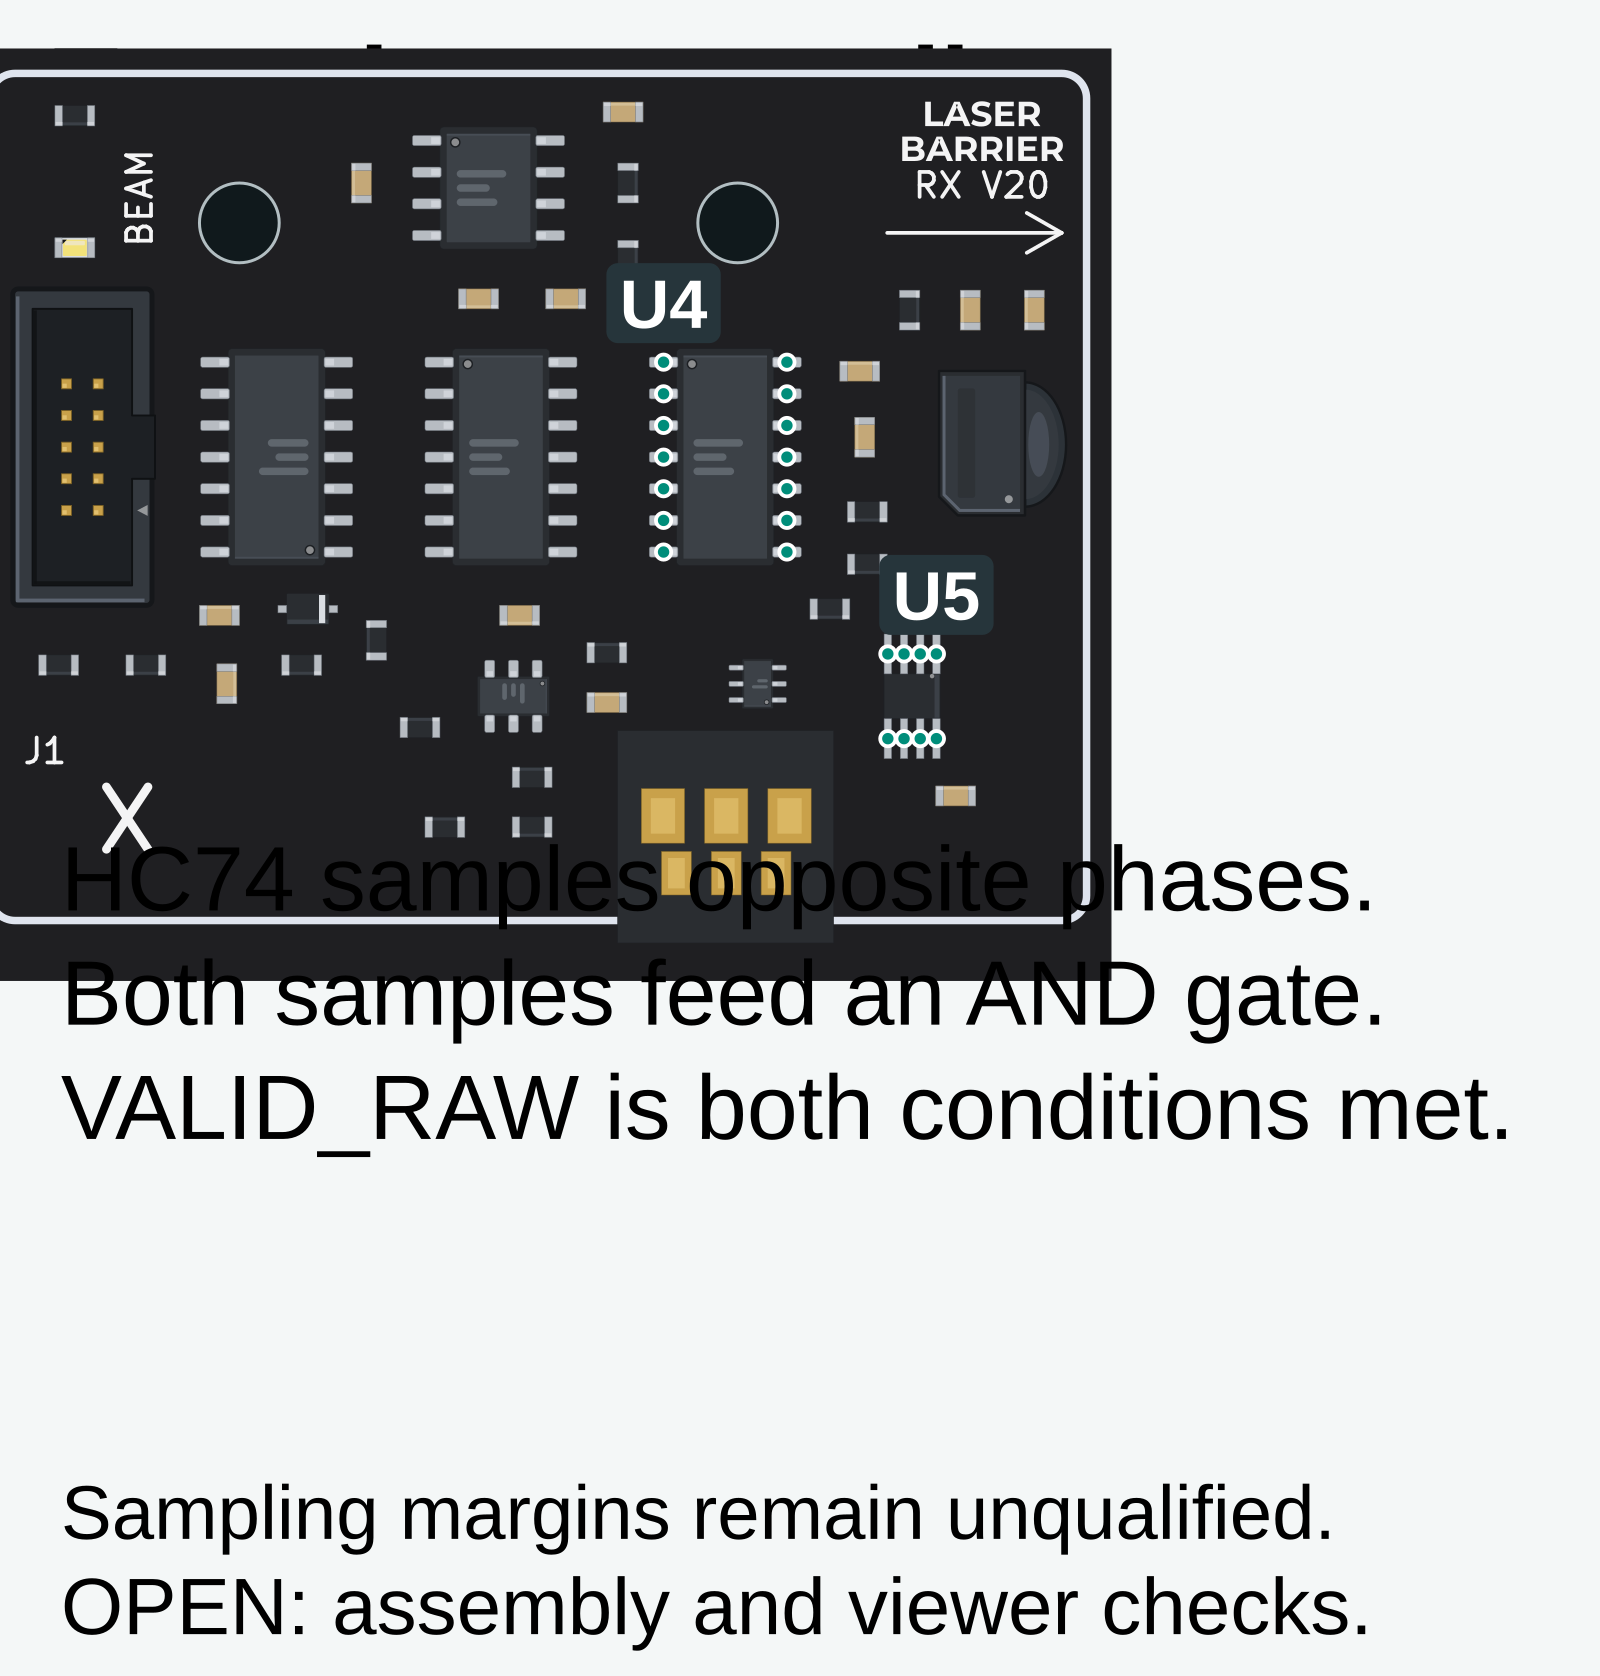 LASER
BARRIER
RX V20
BEAM
U4
U5
J1
X
HC74 samples opposite phases.
Both samples feed an AND gate.
VALID_RAW is both conditions met.
Sampling margins remain unqualified.
OPEN: assembly and viewer checks.